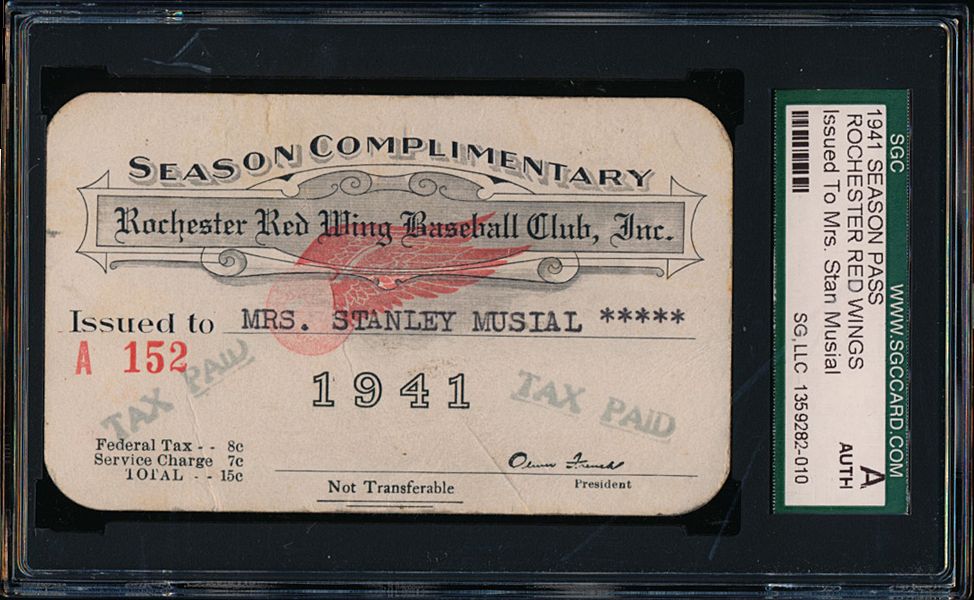 SEASON COMPLIMENTARY
Rochester Red Wing Baseball Club, Inc.
Issued to MRS. STANLEY MUSIAL *****
A 152
TAX PAID
1941
TAX PAID
Federal Tax - - 8c
Service Charge 7c
TOTAL - - 15c
Not Transferable
President
SGC WWW.SGCCARD.COM
1941 SEASON PASS
ROCHESTER RED WINGS
Issued To Mrs. Stan Musial
A
AUTH
SG, LLC 1359282-010